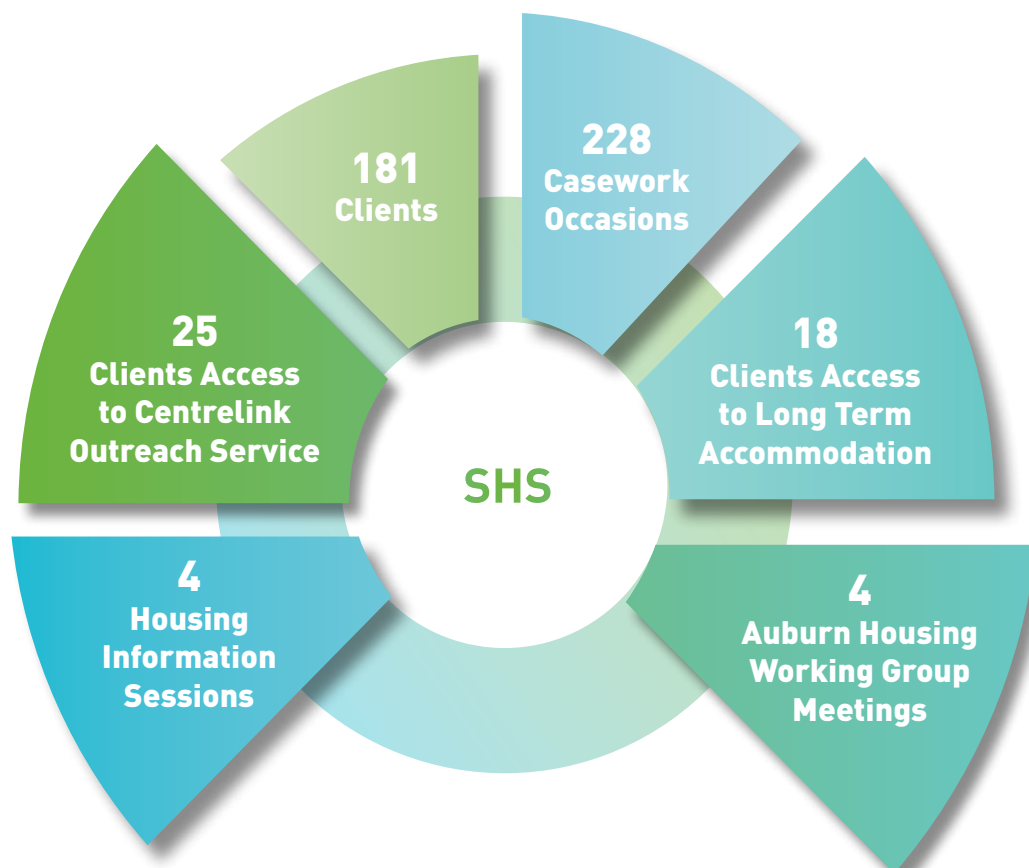 181
Clients
228
Casework
Occasions
25
Clients Access
to Centrelink
Outreach Service
18
Clients Access
to Long Term
Accommodation
SHS
4
Housing
Information
Sessions
4
Auburn Housing
Working Group
Meetings